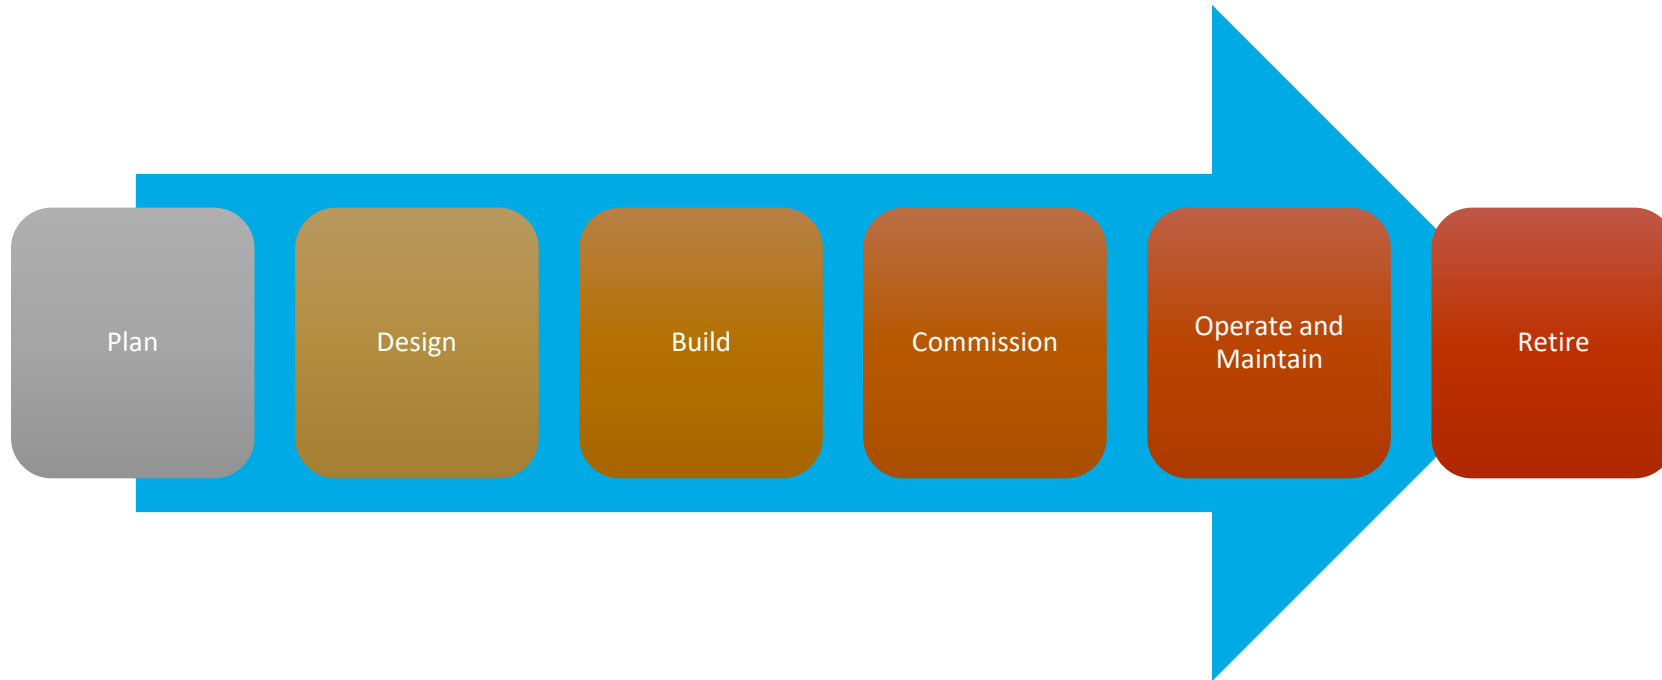 Plan
Design
Build
Commission
Operate and
Maintain
Retire